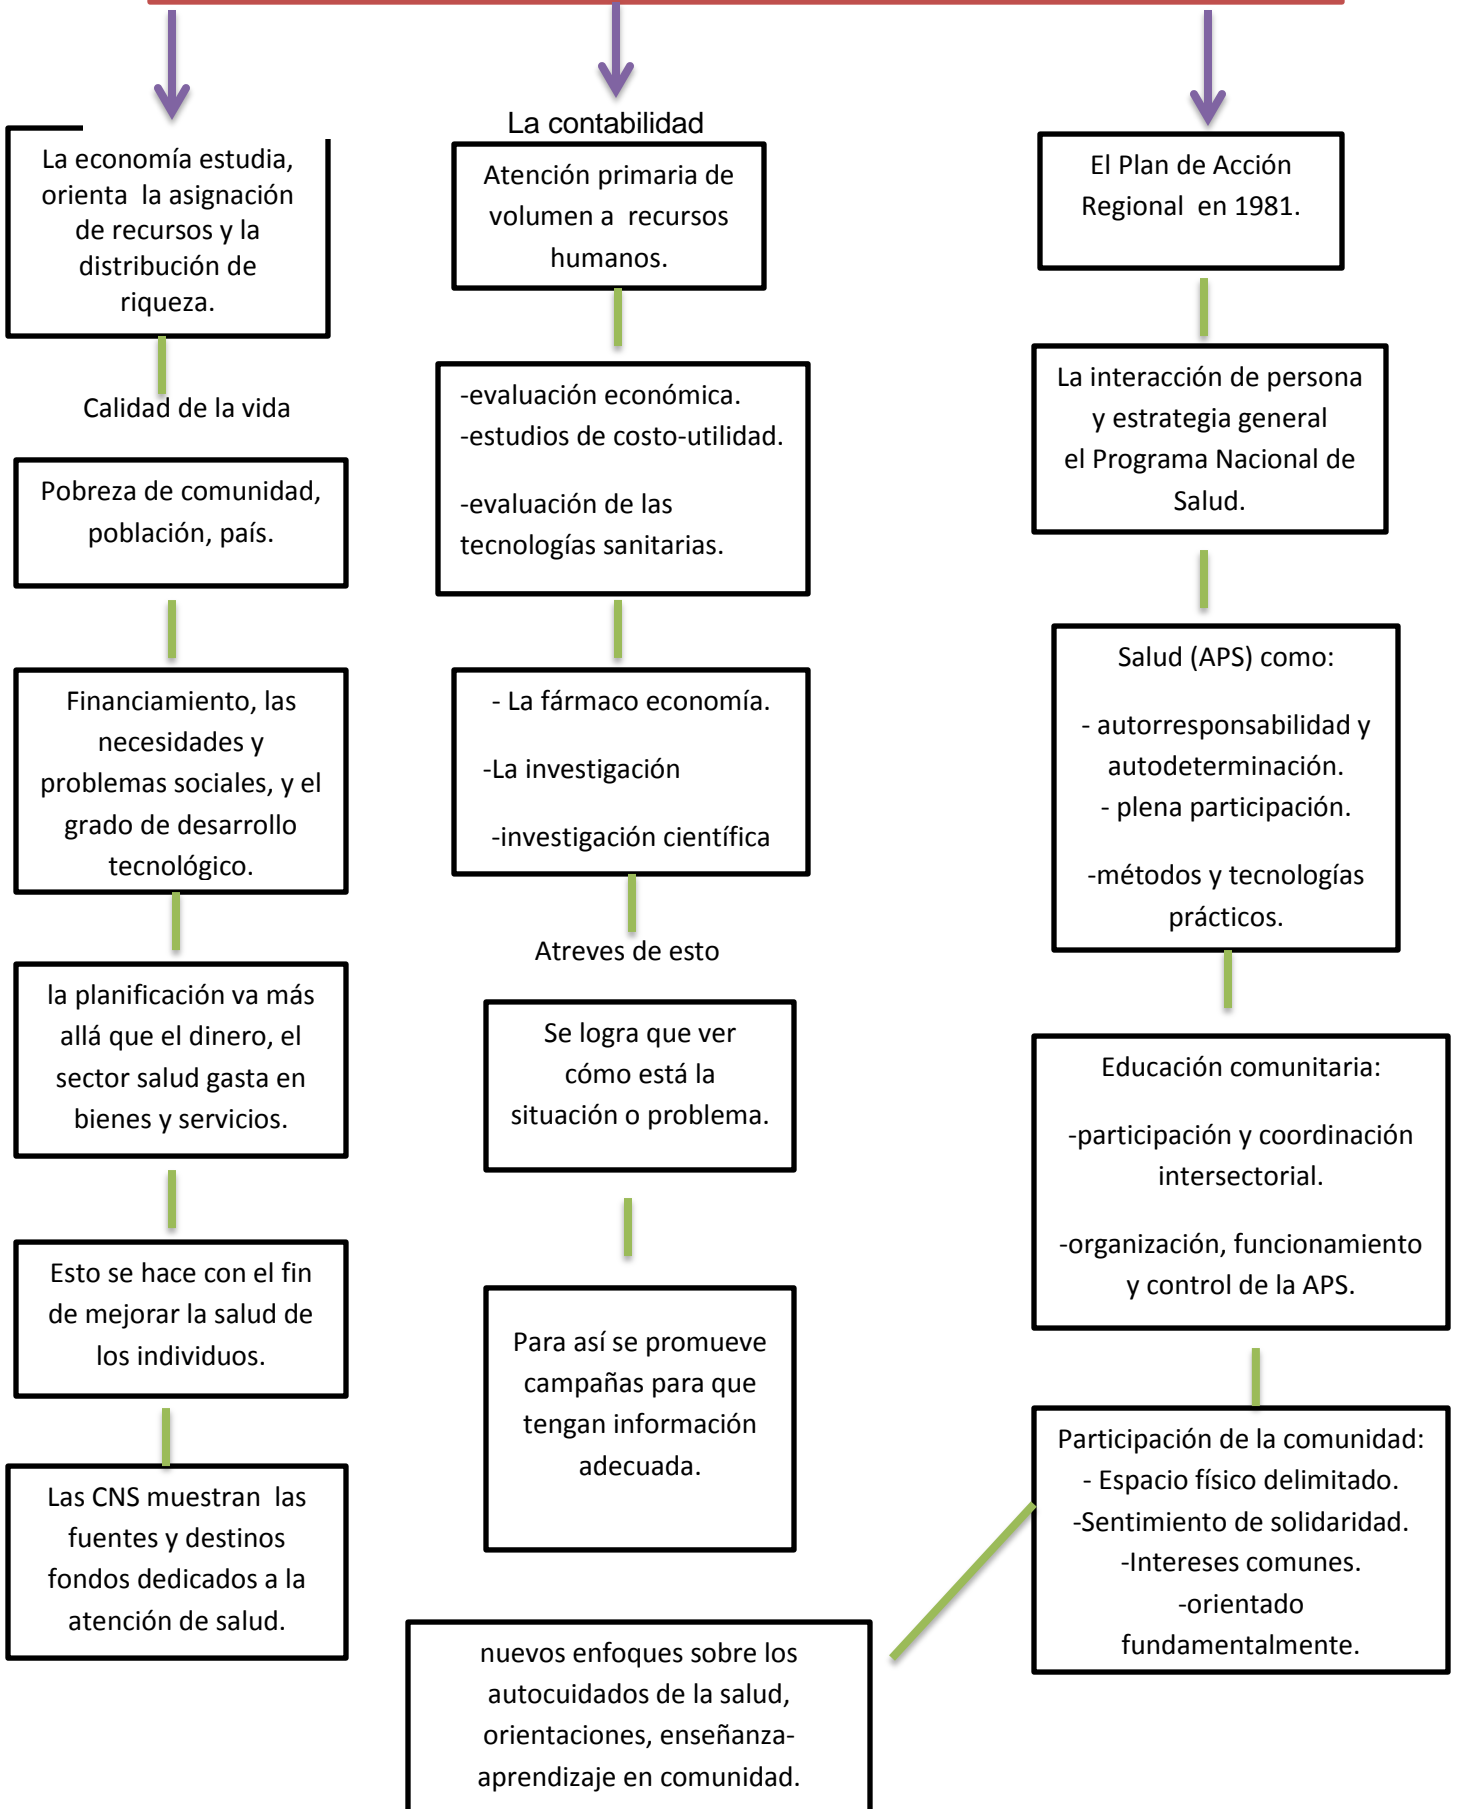 La economía estudia,
orienta  la asignación
de recursos y la
distribución de
riqueza.
Calidad de la vida
Pobreza de comunidad,
población, país.
Financiamiento, las
necesidades y
problemas sociales, y el
grado de desarrollo
tecnológico.
la planificación va más
allá que el dinero, el
sector salud gasta en
bienes y servicios.
Esto se hace con el fin
de mejorar la salud de
los individuos.
Las CNS muestran  las
fuentes y destinos
fondos dedicados a la
atención de salud.
La contabilidad
Atención primaria de
volumen a  recursos
humanos.
-evaluación económica.
-estudios de costo-utilidad.
-evaluación de las
tecnologías sanitarias.
- La fármaco economía.
-La investigación
-investigación científica
Atreves de esto
Se logra que ver
cómo está la
situación o problema.
Para así se promueve
campañas para que
tengan información
adecuada.
El Plan de Acción
Regional  en 1981.
La interacción de persona
y estrategia general
el Programa Nacional de
Salud.
Salud (APS) como:
- autorresponsabilidad y
autodeterminación.
- plena participación.
-métodos y tecnologías
prácticos.
Educación comunitaria:
-participación y coordinación
intersectorial.
-organización, funcionamiento
y control de la APS.
Participación de la comunidad:
- Espacio físico delimitado.
-Sentimiento de solidaridad.
-Intereses comunes.
-orientado
fundamentalmente.
nuevos enfoques sobre los
autocuidados de la salud,
orientaciones, enseñanza-
aprendizaje en comunidad.